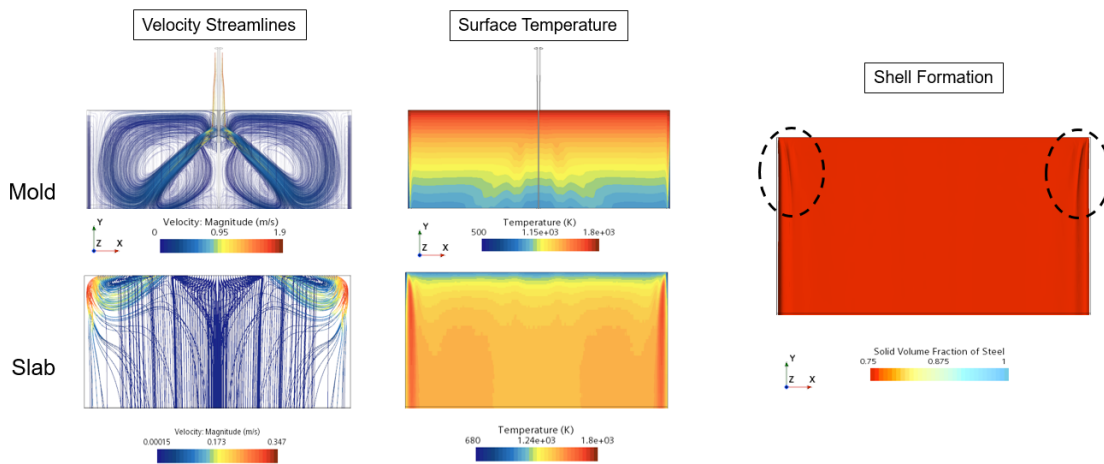 Velocity Streamlines
Surface Temperature
Shell Formation
Mold
Y
Z X
Velocity: Magnitude (m/s)
0 0.95 1.9
Y
Z X
Temperature (K)
500 1.15e+03 1.8e+03
Slab
Velocity: Magnitude (m/s)
0.00015 0.173 0.347
Temperature (K)
680 1.24e+03 1.8e+03
Y
Z X
Solid Volume Fraction of Steel
0.75 0.875 1